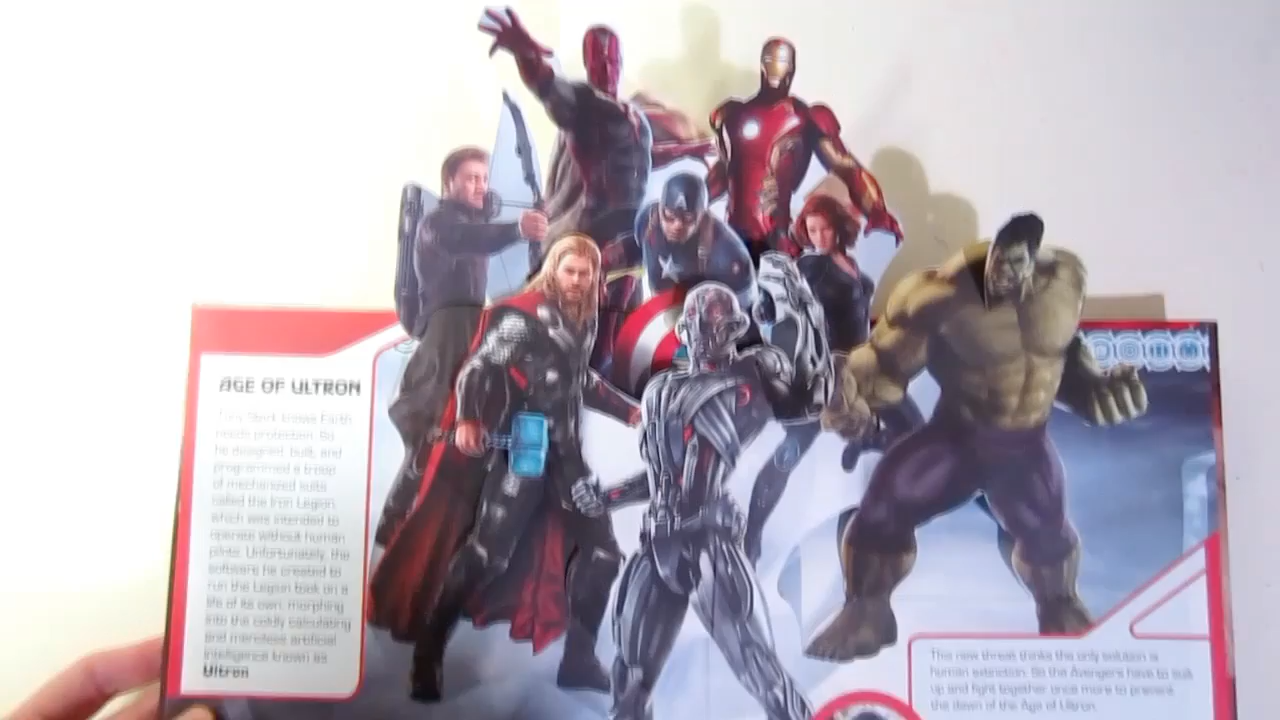 AGE OF ULTRON
Tony Stark knows Earth
needs protection. So
he designed, built, and
programmed a troop
of mechanized suits
called the Iron Legion,
which was intended to
operate without human
pilots. Unfortunately, the
software he created to
run the Legion took on a
life of its own, morphing
into the coldly calculating
and merciless artificial
intelligence known as
Ultron
This new threat thinks the only solution is
human extinction. So the Avengers have to suit
up and fight together once more to prevent
the dawn of the Age of Ultron.